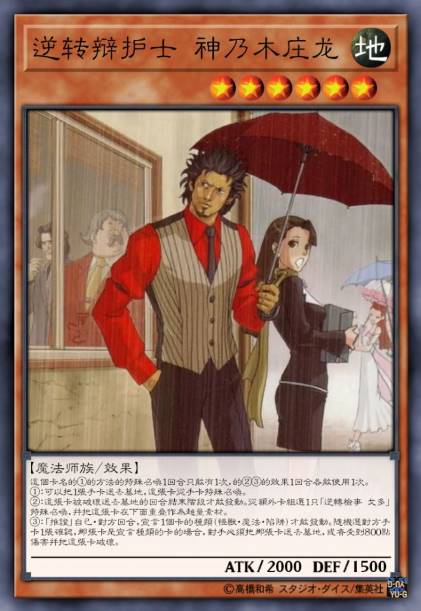 逆转辩护士 神乃木庄龙
地
【魔法师族/效果】
這個卡名的①的方法的特殊召喚1回合只能有1次,的②③的效果1回合各能使用1次。
①:可以把1張手卡送去墓地,這張卡從手卡特殊召喚。
②:這張卡被破壞送去墓地的回合結束階段才能發動。從額外卡組選1只「逆轉檢事
特殊召喚,并把這張卡在下面重疊作為超量素材。
③:「推證」自己·對方回合,宣言1個卡的種類(怪獸·魔法·陷阱)才能發動。隨機選對方手
卡1張確認,那張卡是宣言種類的卡的場合,對手必須把那張卡送去墓地,或者受到800點
傷害并把這張卡破壞。
ATK/2000 DEF/1500
©高橋和希 スタジオ・ダイス/集英社